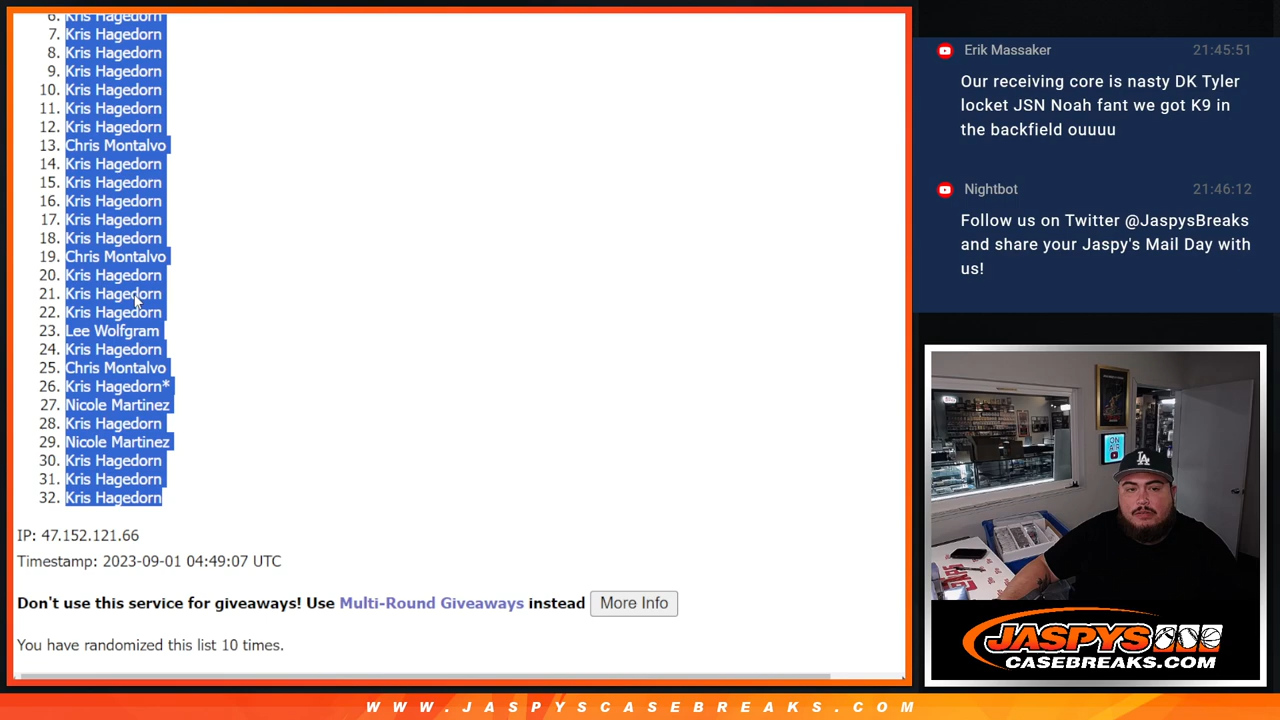 6. Kris Hagedorn
7. Kris Hagedorn
8. Kris Hagedorn
9. Kris Hagedorn
10. Kris Hagedorn
11. Kris Hagedorn
12. Kris Hagedorn
13. Chris Montalvo
14. Kris Hagedorn
15. Kris Hagedorn
16. Kris Hagedorn
17. Kris Hagedorn
18. Kris Hagedorn
19. Chris Montalvo
20. Kris Hagedorn
21. Kris Hagedorn
22. Kris Hagedorn
23. Lee Wolfgram
24. Kris Hagedorn
25. Chris Montalvo
26. Kris Hagedorn*
27. Nicole Martinez
28. Kris Hagedorn
29. Nicole Martinez
30. Kris Hagedorn
31. Kris Hagedorn
32. Kris Hagedorn
IP: 47.152.121.66
Timestamp: 2023-09-01 04:49:07 UTC
Don't use this service for giveaways! Use Multi-Round Giveaways instead More Info
You have randomized this list 10 times.
Erik Massaker 21:45:51
Our receiving core is nasty DK Tyler
locket JSN Noah fant we got K9 in
the backfield ouuuu
Nightbot 21:46:12
Follow us on Twitter @JaspysBreaks
and share your Jaspy's Mail Day with
us!
ON
AIR
LA
JASPYS
CASEBREAKS.COM
WWW.JASPYSCASEBREAKS.COM